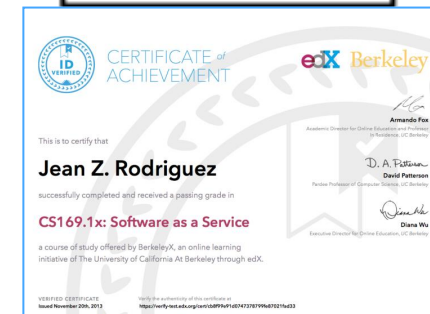 ID
VERIFIED
CERTIFICATE of
ACHIEVEMENT
edX Berkeley
Armando Fox
Academic Director for Online Education and Professor
in Residence, UC Berkeley
This is to certify that
Jean Z. Rodriguez
D. A. Patterson
David Patterson
Pardee Professor of Computer Science, UC Berkeley
successfully completed and received a passing grade in
CS169.1x: Software as a Service
Diana Wu
Diana Wu
Executive Director for Online Education, UC Berkeley
a course of study offered by BerkeleyX, an online learning
initiative of The University of California At Berkeley through edX.
VERIFIED CERTIFICATE
Issued November 20th, 2013
Verify the authenticity of this certificate at